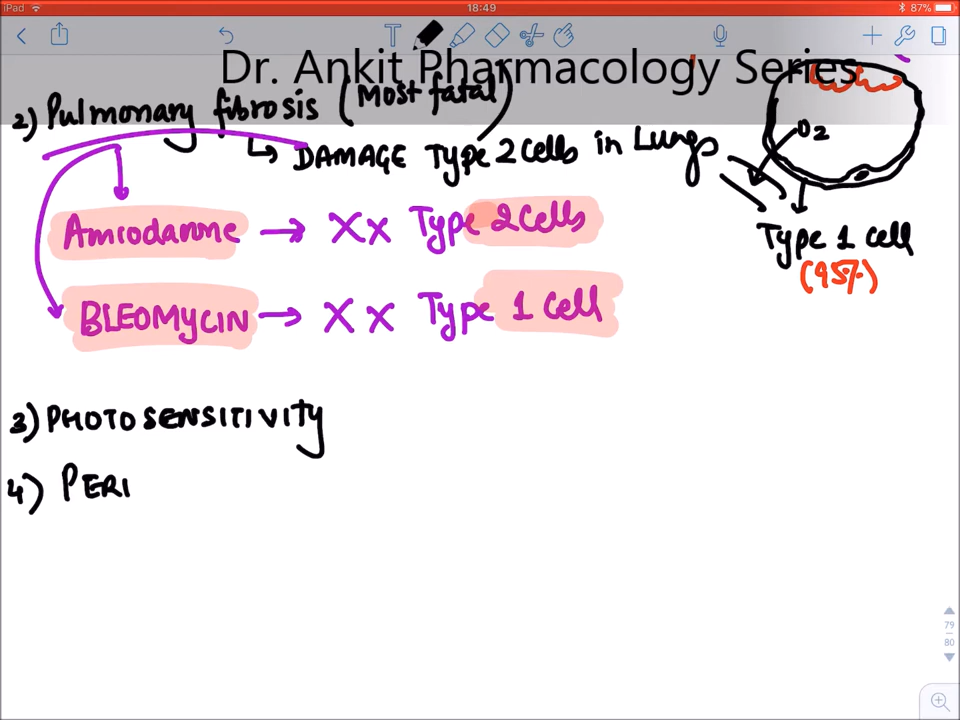 iPad 18:49 87%
Dr. Ankit Pharmacology Series
2) Pulmonary fibrosis (Most fatal)
↳ DAMAGE Type 2 Cells in Lungs
O2
Amiodarone → XX Type 2 Cells
Type 1 cell
(95%)
BLEOMYCIN → XX Type 1 Cell
3) PHOTOSENSITIVITY
4) PERI
T
79
80